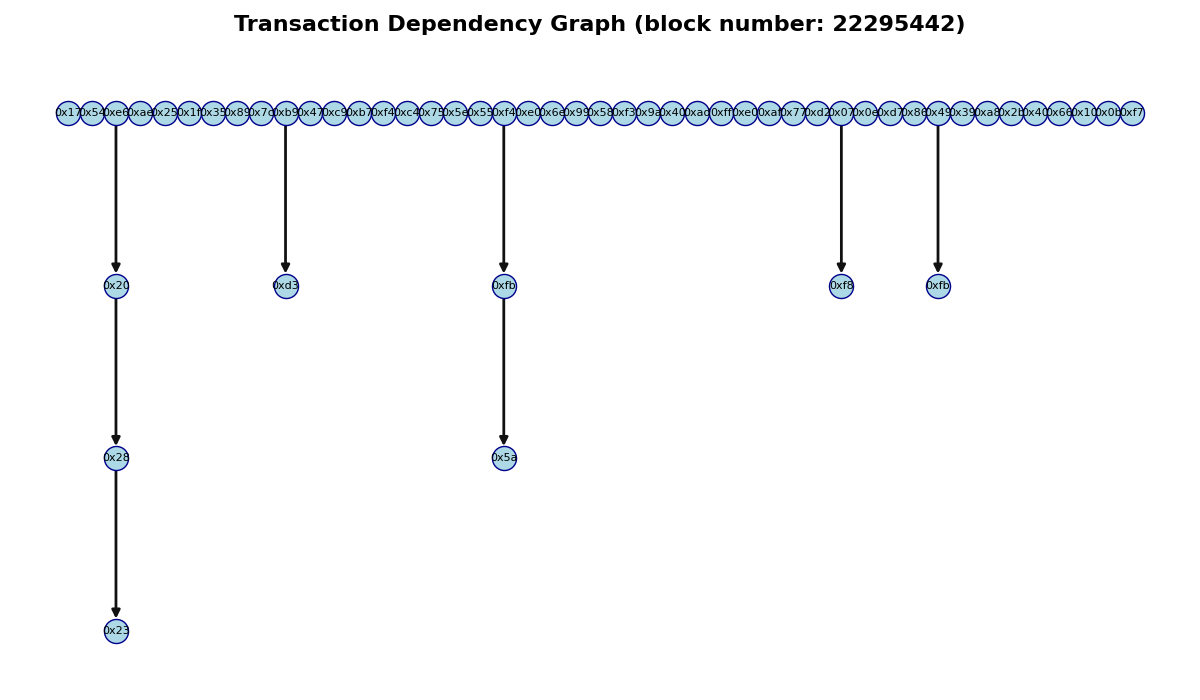 Transaction Dependency Graph (block number: 22295442)
0x17 0x54 0xe6 0xae 0x25 0x1f 0x35 0x89 0x7c 0xb9 0x47 0xc9 0xb7 0xf4 0xc4 0x75 0x5e 0x55 0xf4 0xe0 0x6e 0x99 0x58 0xf3 0x9a 0x40 0xad 0xff 0xe0 0xaf 0x77 0xd2 0x07 0x0e 0xd7 0x86 0x49 0x39 0xa8 0x2b 0x40 0x66 0x10 0x0b 0xf7
0x20 0xd3 0xfb 0xf8 0xfb
0x28 0x5a
0x23